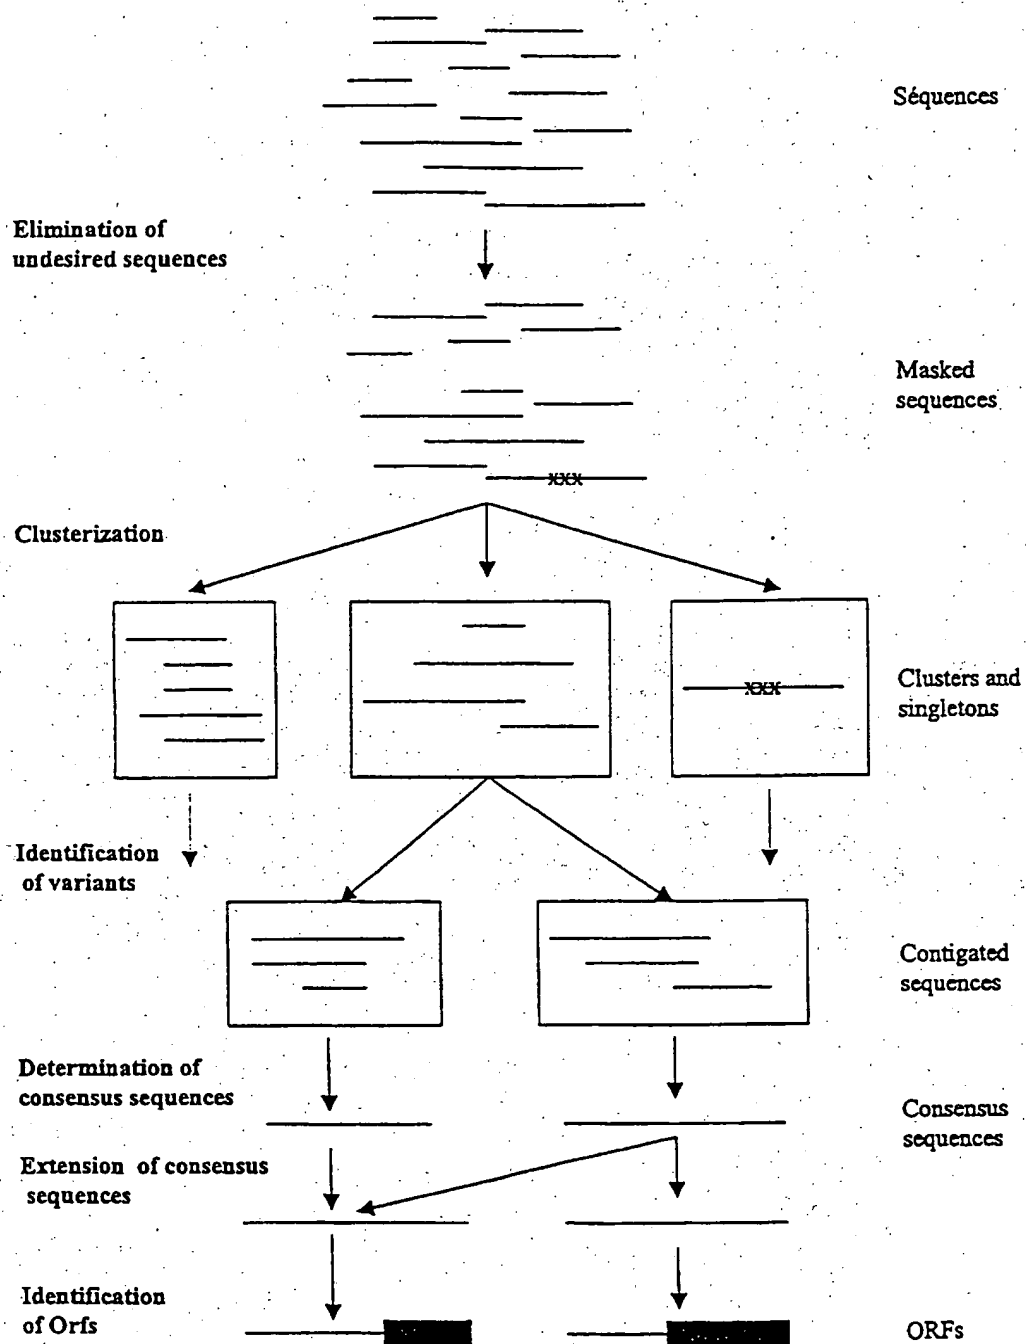 Séquences
Elimination of
undesired sequences
Masked
sequences
xxx
Clusterization
xxx
Clusters and
singletons
Identification
of variants
Contigated
sequences
Determination of
consensus sequences
Consensus
sequences
Extension of consensus
sequences
Identification
of Orfs
ORFs